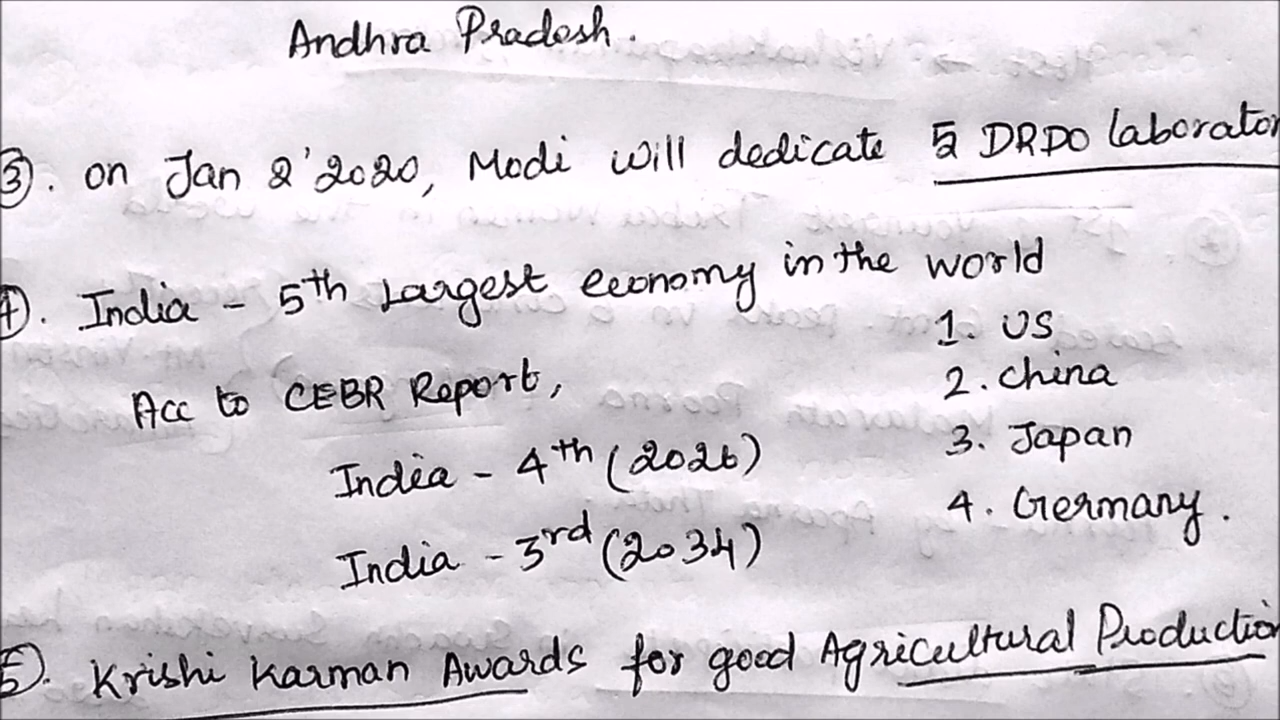 Andhra Pradesh.
3. on Jan 2'2020, Modi will dedicate 5 DRDO laborator
4. India - 5th Largest economy in the world
1. US
2. China
Acc to CEBR Report,
3. Japan
India - 4th (2026)
4. Germany.
India - 3rd (2034)
5. Krishi Karman Awards for good Agricultural Production